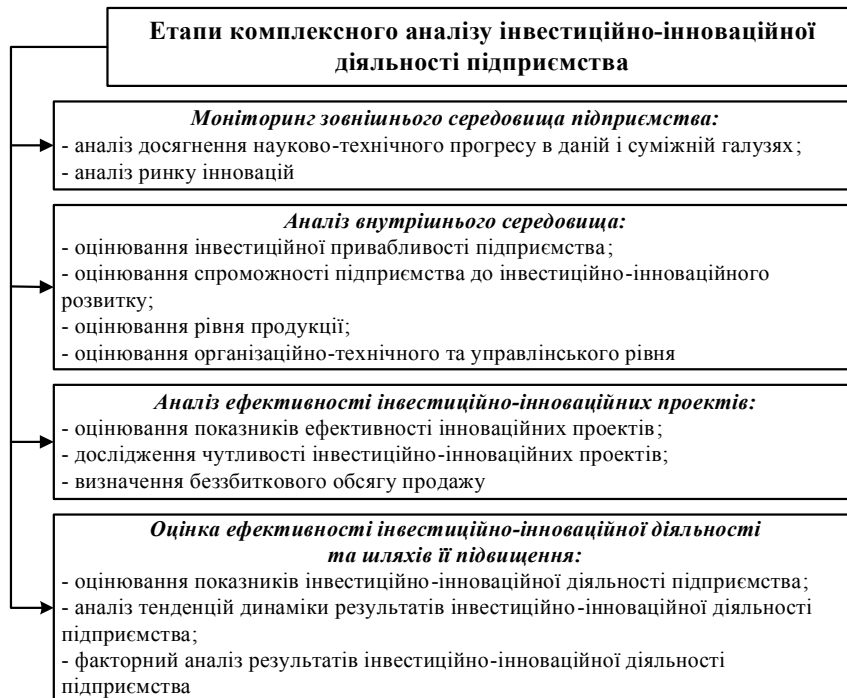 Етапи комплексного аналізу інвестиційно-інноваційної
діяльності підприємства
Моніторинг зовнішнього середовища підприємства:
- аналіз досягнення науково-технічного прогресу в даній і суміжній галузях;
- аналіз ринку інновацій
Аналіз внутрішнього середовища:
- оцінювання інвестиційної привабливості підприємства;
- оцінювання спроможності підприємства до інвестиційно-інноваційного
розвитку;
- оцінювання рівня продукції;
- оцінювання організаційно-технічного та управлінського рівня
Аналіз ефективності інвестиційно-інноваційних проектів:
- оцінювання показників ефективності інноваційних проектів;
- дослідження чутливості інвестиційно-інноваційних проектів;
- визначення беззбиткового обсягу продажу
Оцінка ефективності інвестиційно-інноваційної діяльності
та шляхів її підвищення:
- оцінювання показників інвестиційно-інноваційної діяльності підприємства;
- аналіз тенденцій динаміки результатів інвестиційно-інноваційної діяльності
підприємства;
- факторний аналіз результатів інвестиційно-інноваційної діяльності
підприємства